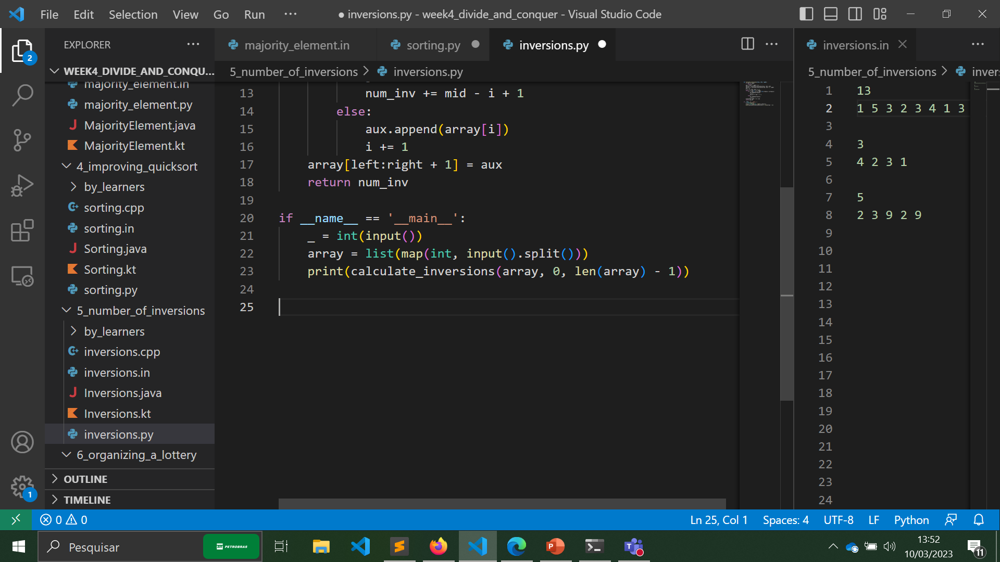 File Edit Selection View Go Run ··· ● inversions.py - week4_divide_and_conquer - Visual Studio Code
EXPLORER ···
WEEK4_DIVIDE_AND_CONQU...
majority_element.in
majority_element.py
MajorityElement.java
MajorityElement.kt
4_improving_quicksort
by_learners
sorting.cpp
sorting.in
Sorting.java
Sorting.kt
sorting.py
5_number_of_inversions
by_learners
inversions.cpp
inversions.in
Inversions.java
Inversions.kt
inversions.py
6_organizing_a_lottery
OUTLINE
TIMELINE
2
1
majority_element.in sorting.py ● inversions.py ●
5_number_of_inversions > inversions.py
13 num_inv += mid - i + 1
14 else:
15 aux.append(array[i])
16 i += 1
17 array[left:right + 1] = aux
18 return num_inv
19
20 if __name__ == '__main__':
21 _ = int(input())
22 array = list(map(int, input().split()))
23 print(calculate_inversions(array, 0, len(array) - 1))
24
25
inversions.in
5_number_of_inversions > inver
1 13
2 1 5 3 2 3 4 1 3
3
4 3
5 4 2 3 1
6
7 5
8 2 3 9 2 9
9
10
11
12
13
14
15
16
17
18
19
20
21
22
23
24
0 0 Ln 25, Col 1 Spaces: 4 UTF-8 LF Python
Pesquisar BR PETROBRAS
13:52
10/03/2023
11